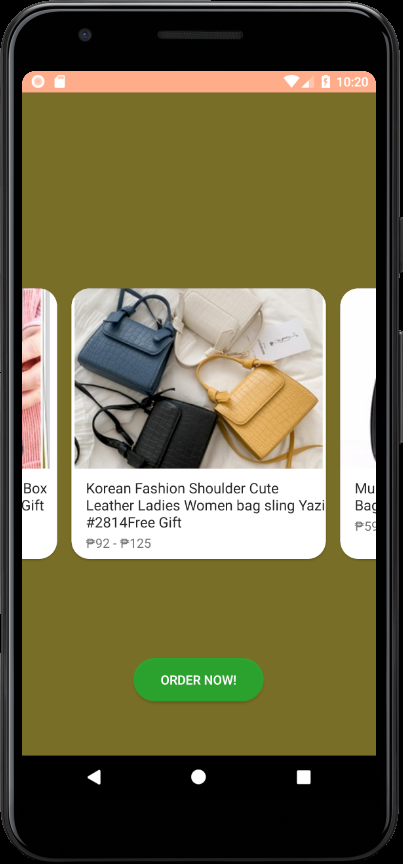 10:20
Box
Gift
Korean Fashion Shoulder Cute
Leather Ladies Women bag sling Yazi
#2814Free Gift
₱92 - ₱125
Mu
Bag
₱59
ORDER NOW!